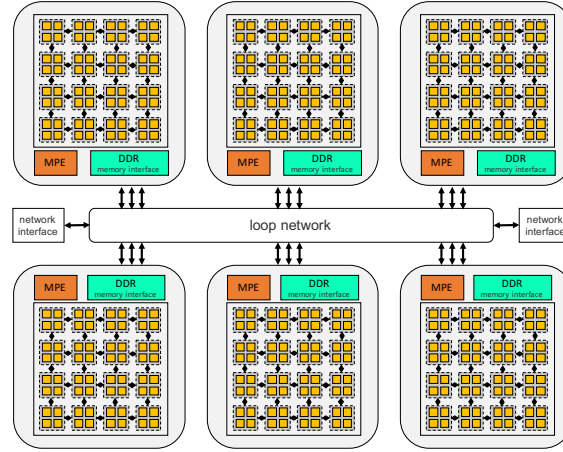 MPE
DDR
memory interface
MPE
DDR
memory interface
MPE
DDR
memory interface
network
interface
loop network
network
interface
MPE
DDR
memory interface
MPE
DDR
memory interface
MPE
DDR
memory interface